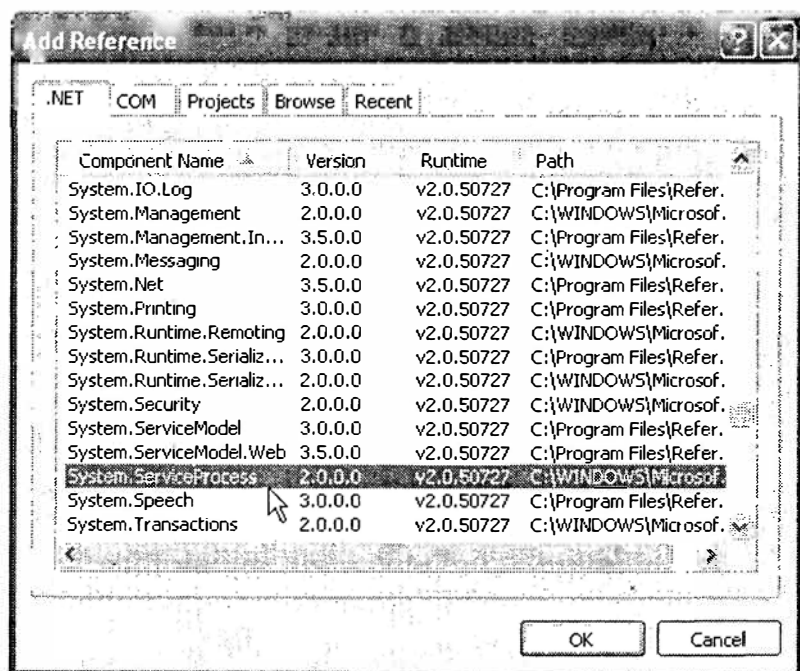 Add Reference
.NET COM Projects Browse Recent
Component Name Version Runtime Path
System.IO.Log 3.0.0.0 v2.0.50727 C:\Program Files\Refer.
System.Management 2.0.0.0 v2.0.50727 C:\WINDOWS\Microsof.
System.Management.In... 3.5.0.0 v2.0.50727 C:\Program Files\Refer.
System.Messaging 2.0.0.0 v2.0.50727 C:\WINDOWS\Microsof.
System.Net 3.5.0.0 v2.0.50727 C:\Program Files\Refer.
System.Printing 3.0.0.0 v2.0.50727 C:\Program Files\Refer.
System.Runtime.Remoting 2.0.0.0 v2.0.50727 C:\WINDOWS\Microsof.
System.Runtime.Serializ... 3.0.0.0 v2.0.50727 C:\Program Files\Refer.
System.Runtime.Serializ... 2.0.0.0 v2.0.50727 C:\WINDOWS\Microsof.
System.Security 2.0.0.0 v2.0.50727 C:\WINDOWS\Microsof.
System.ServiceModel 3.0.0.0 v2.0.50727 C:\Program Files\Refer.
System.ServiceModel.Web 3.5.0.0 v2.0.50727 C:\Program Files\Refer.
System.ServiceProcess 2.0.0.0 v2.0.50727 C:\WINDOWS\Microsof.
System.Speech 3.0.0.0 v2.0.50727 C:\Program Files\Refer.
System.Transactions 2.0.0.0 v2.0.50727 C:\WINDOWS\Microsof.
OK Cancel